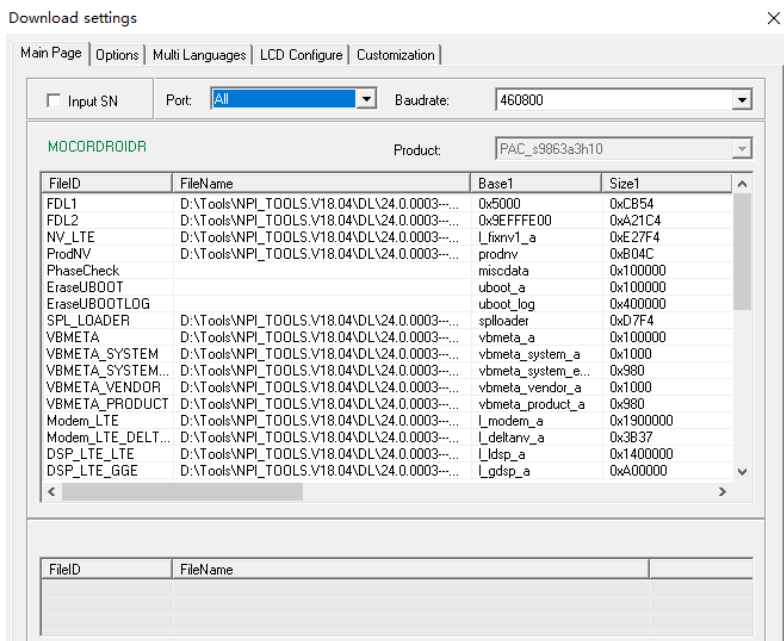 Download settings
Main Page Options Multi Languages LCD Configure Customization
Input SN Port: All Baudrate: 460800
MOCORDROIDR Product: PAC_s9863a3h10
FileID FileName Base1 Size1
FDL1 D:\Tools\NPI_TOOLS.V18.04\DL\24.0.0003---... 0x5000 0xCB54
FDL2 D:\Tools\NPI_TOOLS.V18.04\DL\24.0.0003---... 0x9EFFFE00 0xA21C4
NV_LTE D:\Tools\NPI_TOOLS.V18.04\DL\24.0.0003---... l_fixnv1_a 0xE27F4
ProdNV D:\Tools\NPI_TOOLS.V18.04\DL\24.0.0003---... prodnv 0xB04C
PhaseCheck miscdata 0x100000
EraseUBOOT uboot_a 0x100000
EraseUBOOTLOG uboot_log 0x400000
SPL_LOADER D:\Tools\NPI_TOOLS.V18.04\DL\24.0.0003---... splloader 0xD7F4
VBMETA D:\Tools\NPI_TOOLS.V18.04\DL\24.0.0003---... vbmeta_a 0x100000
VBMETA_SYSTEM D:\Tools\NPI_TOOLS.V18.04\DL\24.0.0003---... vbmeta_system_a 0x1000
VBMETA_SYSTEM... D:\Tools\NPI_TOOLS.V18.04\DL\24.0.0003---... vbmeta_system_e... 0x980
VBMETA_VENDOR D:\Tools\NPI_TOOLS.V18.04\DL\24.0.0003---... vbmeta_vendor_a 0x1000
VBMETA_PRODUCT D:\Tools\NPI_TOOLS.V18.04\DL\24.0.0003---... vbmeta_product_a 0x980
Modem_LTE D:\Tools\NPI_TOOLS.V18.04\DL\24.0.0003---... l_modem_a 0x1900000
Modem_LTE_DELT... D:\Tools\NPI_TOOLS.V18.04\DL\24.0.0003---... l_deltanv_a 0x3B37
DSP_LTE_LTE D:\Tools\NPI_TOOLS.V18.04\DL\24.0.0003---... l_ldsp_a 0x1400000
DSP_LTE_GGE D:\Tools\NPI_TOOLS.V18.04\DL\24.0.0003---... l_gdsp_a 0xA00000
FileID FileName